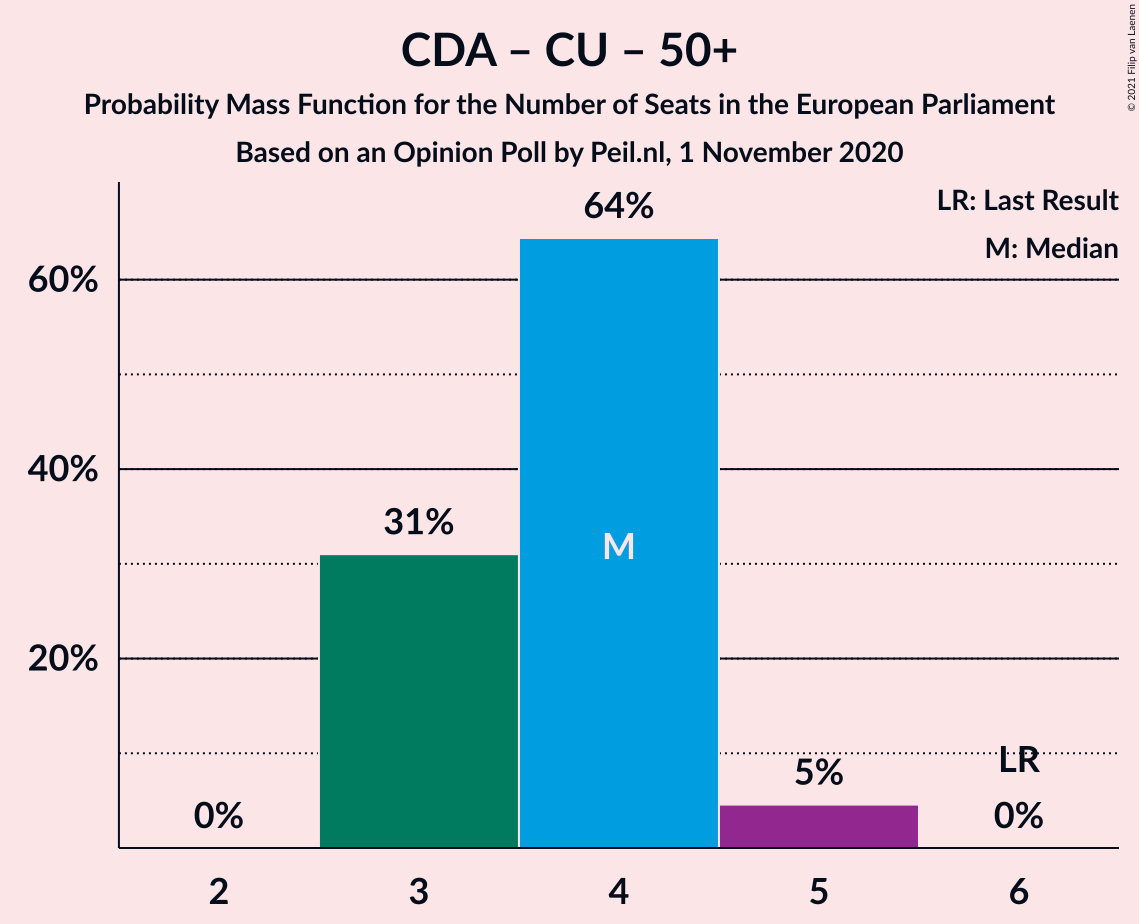 CDA – CU – 50+
Probability Mass Function for the Number of Seats in the European Parliament
Based on an Opinion Poll by Peil.nl, 1 November 2020
© 2021 Filip van Laenen
LR: Last Result
M: Median
64%
60%
40%
31%
M
20%
LR
5%
0%
0%
2 3 4 5 6